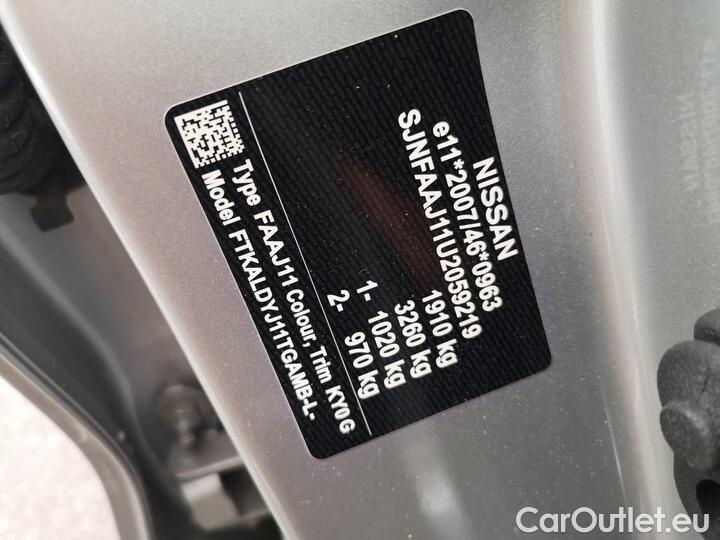 NISSAN
e11*2007/46*0963
SJNFAAJ11U2059219
1910 kg
3260 kg
1- 1020 kg
2- 970 kg
Type FAAJ11 Colour, Trim KY0G
Model FTKALDYJ11TGAMB-L-
CarOutlet.eu